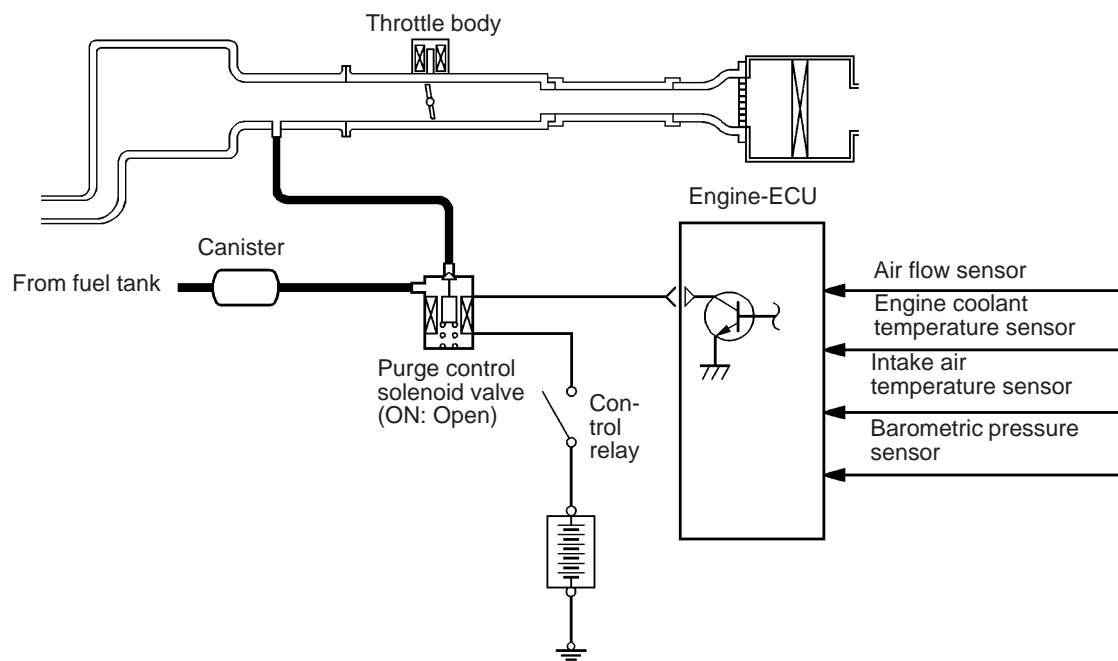 Throttle body
Engine-ECU
Canister
From fuel tank
Air flow sensor
Engine coolant
temperature sensor
Intake air
temperature sensor
Barometric pressure
sensor
Purge control
solenoid valve
(ON: Open)
Con-
trol
relay